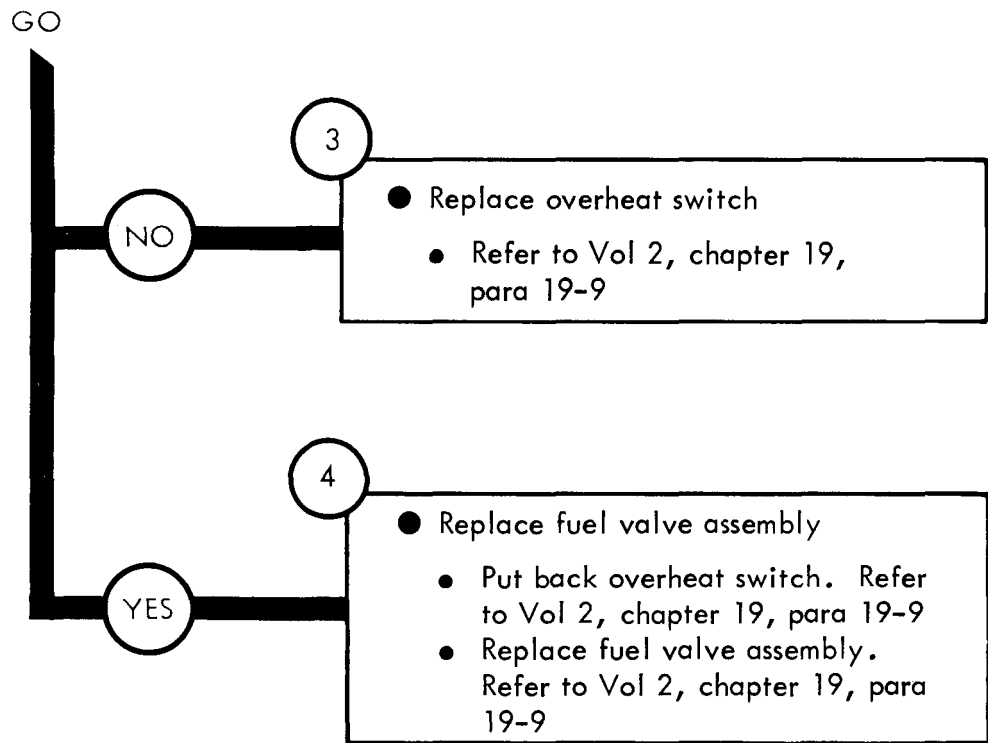 GO
3
● Replace overheat switch
NO
● Refer to Vol 2, chapter 19,
para 19-9
4
● Replace fuel valve assembly
● Put back overheat switch. Refer
YES
to Vol 2, chapter 19, para 19-9
● Replace fuel valve assembly.
Refer to Vol 2, chapter 19, para
19-9